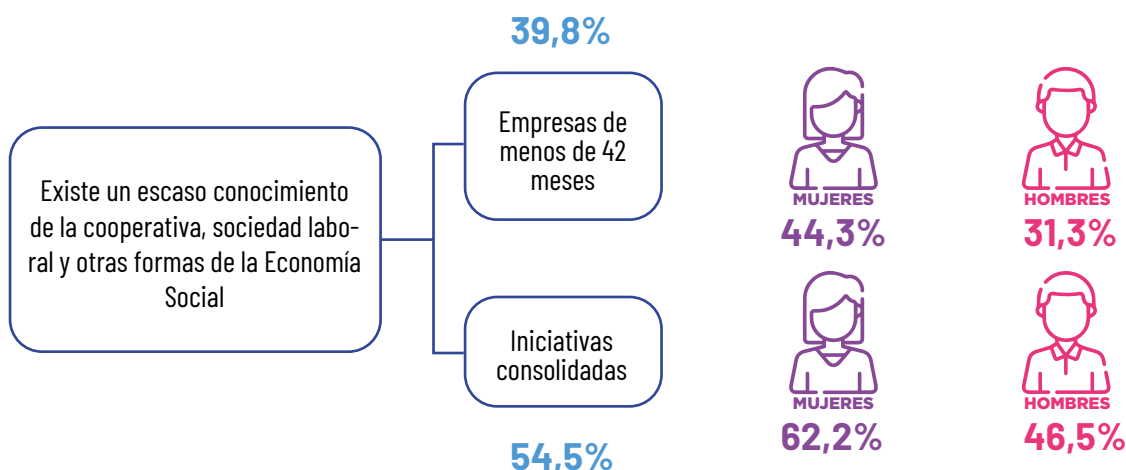 39,8%
Existe un escaso conocimiento
de la cooperativa, sociedad labo-
ral y otras formas de la Economía
Social
Empresas de
menos de 42
meses
MUJERES
44,3%
HOMBRES
31,3%
Iniciativas
consolidadas
54,5%
MUJERES
62,2%
HOMBRES
46,5%